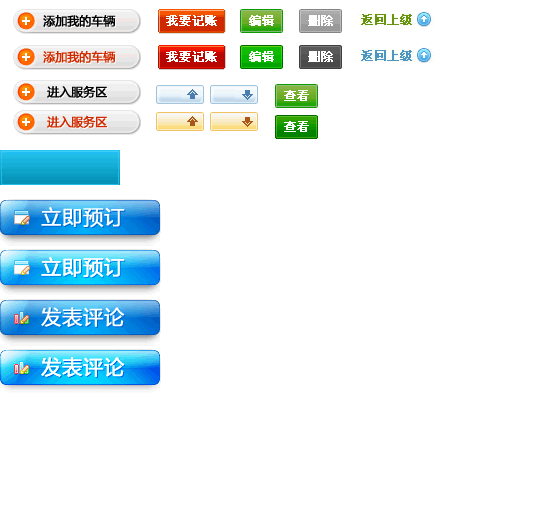 添加我的车辆 我要记账 编辑 删除 返回上级
添加我的车辆 我要记账 编辑 删除 返回上级
进入服务区 查看
进入服务区 查看
立即预订
立即预订
发表评论
发表评论